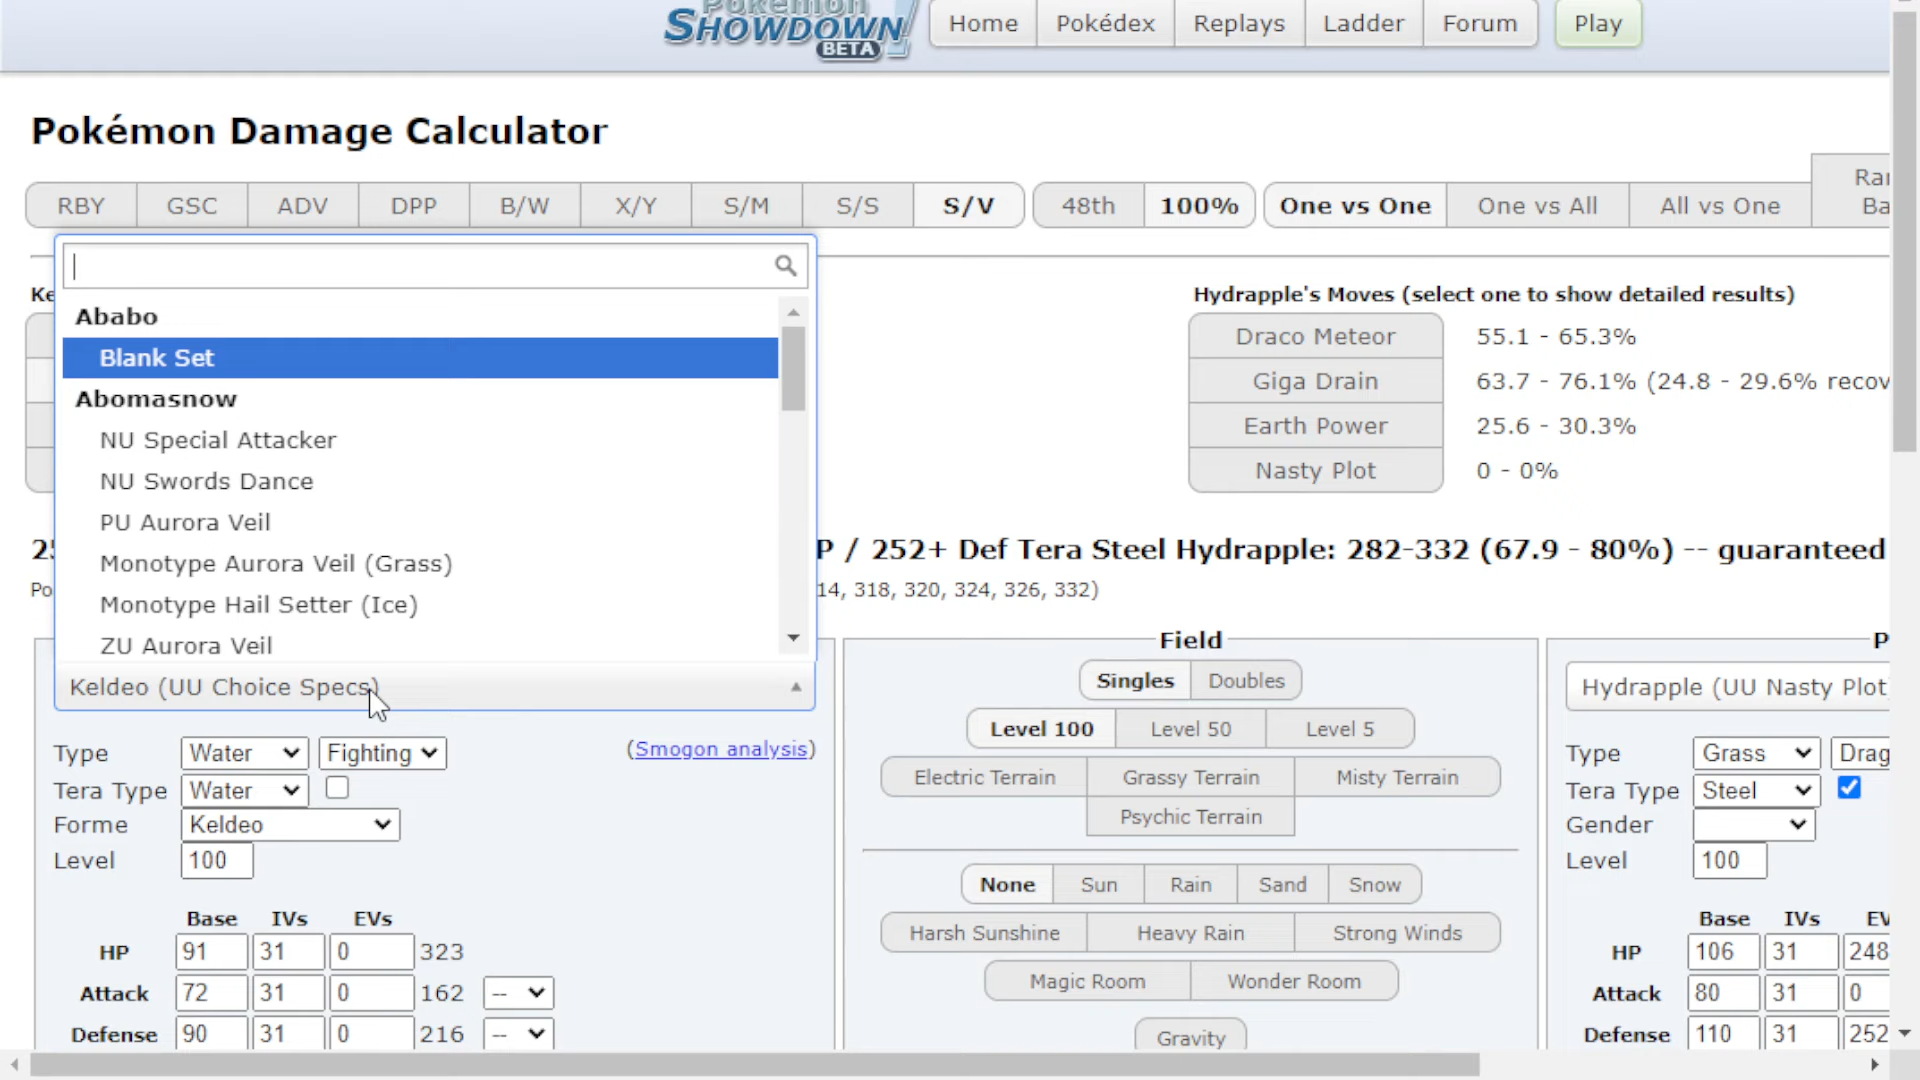 Pokémon
SHOWDOWN!
BETA
Home Pokédex Replays Ladder Forum Play
Pokémon Damage Calculator
RBY GSC ADV DPP B/W X/Y S/M S/S S/V 48th 100% One vs One One vs All All vs One
Ke
Hydrapple's Moves (select one to show detailed results)
Draco Meteor 55.1 - 65.3%
Giga Drain 63.7 - 76.1% (24.8 - 29.6% recov
Earth Power 25.6 - 30.3%
Nasty Plot 0 - 0%
Ababo
Blank Set
Abomasnow
NU Special Attacker
NU Swords Dance
PU Aurora Veil
Monotype Aurora Veil (Grass)
Monotype Hail Setter (Ice)
ZU Aurora Veil
P / 252+ Def Tera Steel Hydrapple: 282-332 (67.9 - 80%) -- guaranteed
Po
14, 318, 320, 324, 326, 332)
Keldeo (UU Choice Specs)
Type Water Fighting (Smogon analysis)
Tera Type Water
Forme Keldeo
Level 100
Base IVs EVs
HP 91 31 0 323
Attack 72 31 0 162 --
Defense 90 31 0 216 --
Field
Singles Doubles
Level 100 Level 50 Level 5
Electric Terrain Grassy Terrain Misty Terrain
Psychic Terrain
None Sun Rain Sand Snow
Harsh Sunshine Heavy Rain Strong Winds
Magic Room Wonder Room
Gravity
P
Hydrapple (UU Nasty Plot)
Type Grass Drag
Tera Type Steel
Gender
Level 100
Base IVs EV
HP 106 31 248
Attack 80 31 0
Defense 110 31 252